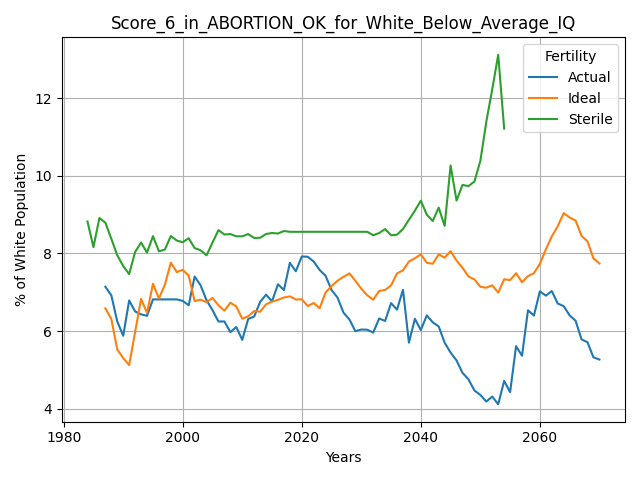 Score_6_in_ABORTION_OK_for_White_Below_Average_IQ
Fertility
Actual
Ideal
Sterile
% of White Population
12
10
8
6
4
1980
2000
2020
2040
2060
Years